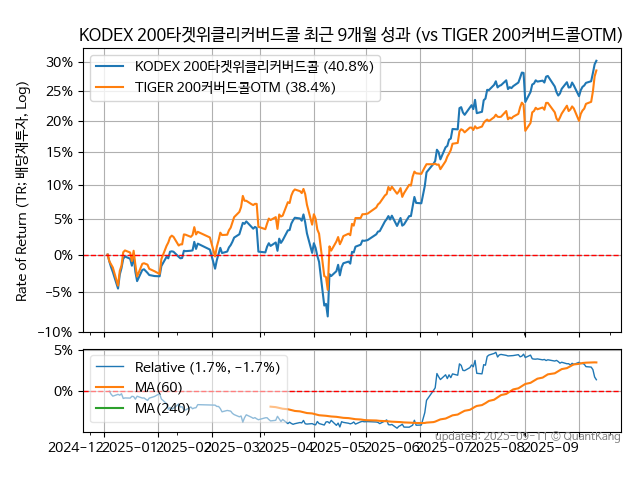 KODEX 200타겟위클리커버드콜 최근 9개월 성과 (vs TIGER 200커버드콜OTM)
Rate of Return (TR: 배당재투자, Log)
KODEX 200타겟위클리커버드콜 (40.8%)
TIGER 200커버드콜OTM (38.4%)
30%
25%
20%
15%
10%
5%
0%
−5%
−10%
5%
0%
Relative (1.7%, −1.7%)
MA(60)
MA(240)
2024-12 2025-01 2025-02 2025-03 2025-04 2025-05 2025-06 2025-07 2025-08 2025-09
updated: 2025-09-11 © QuantKang